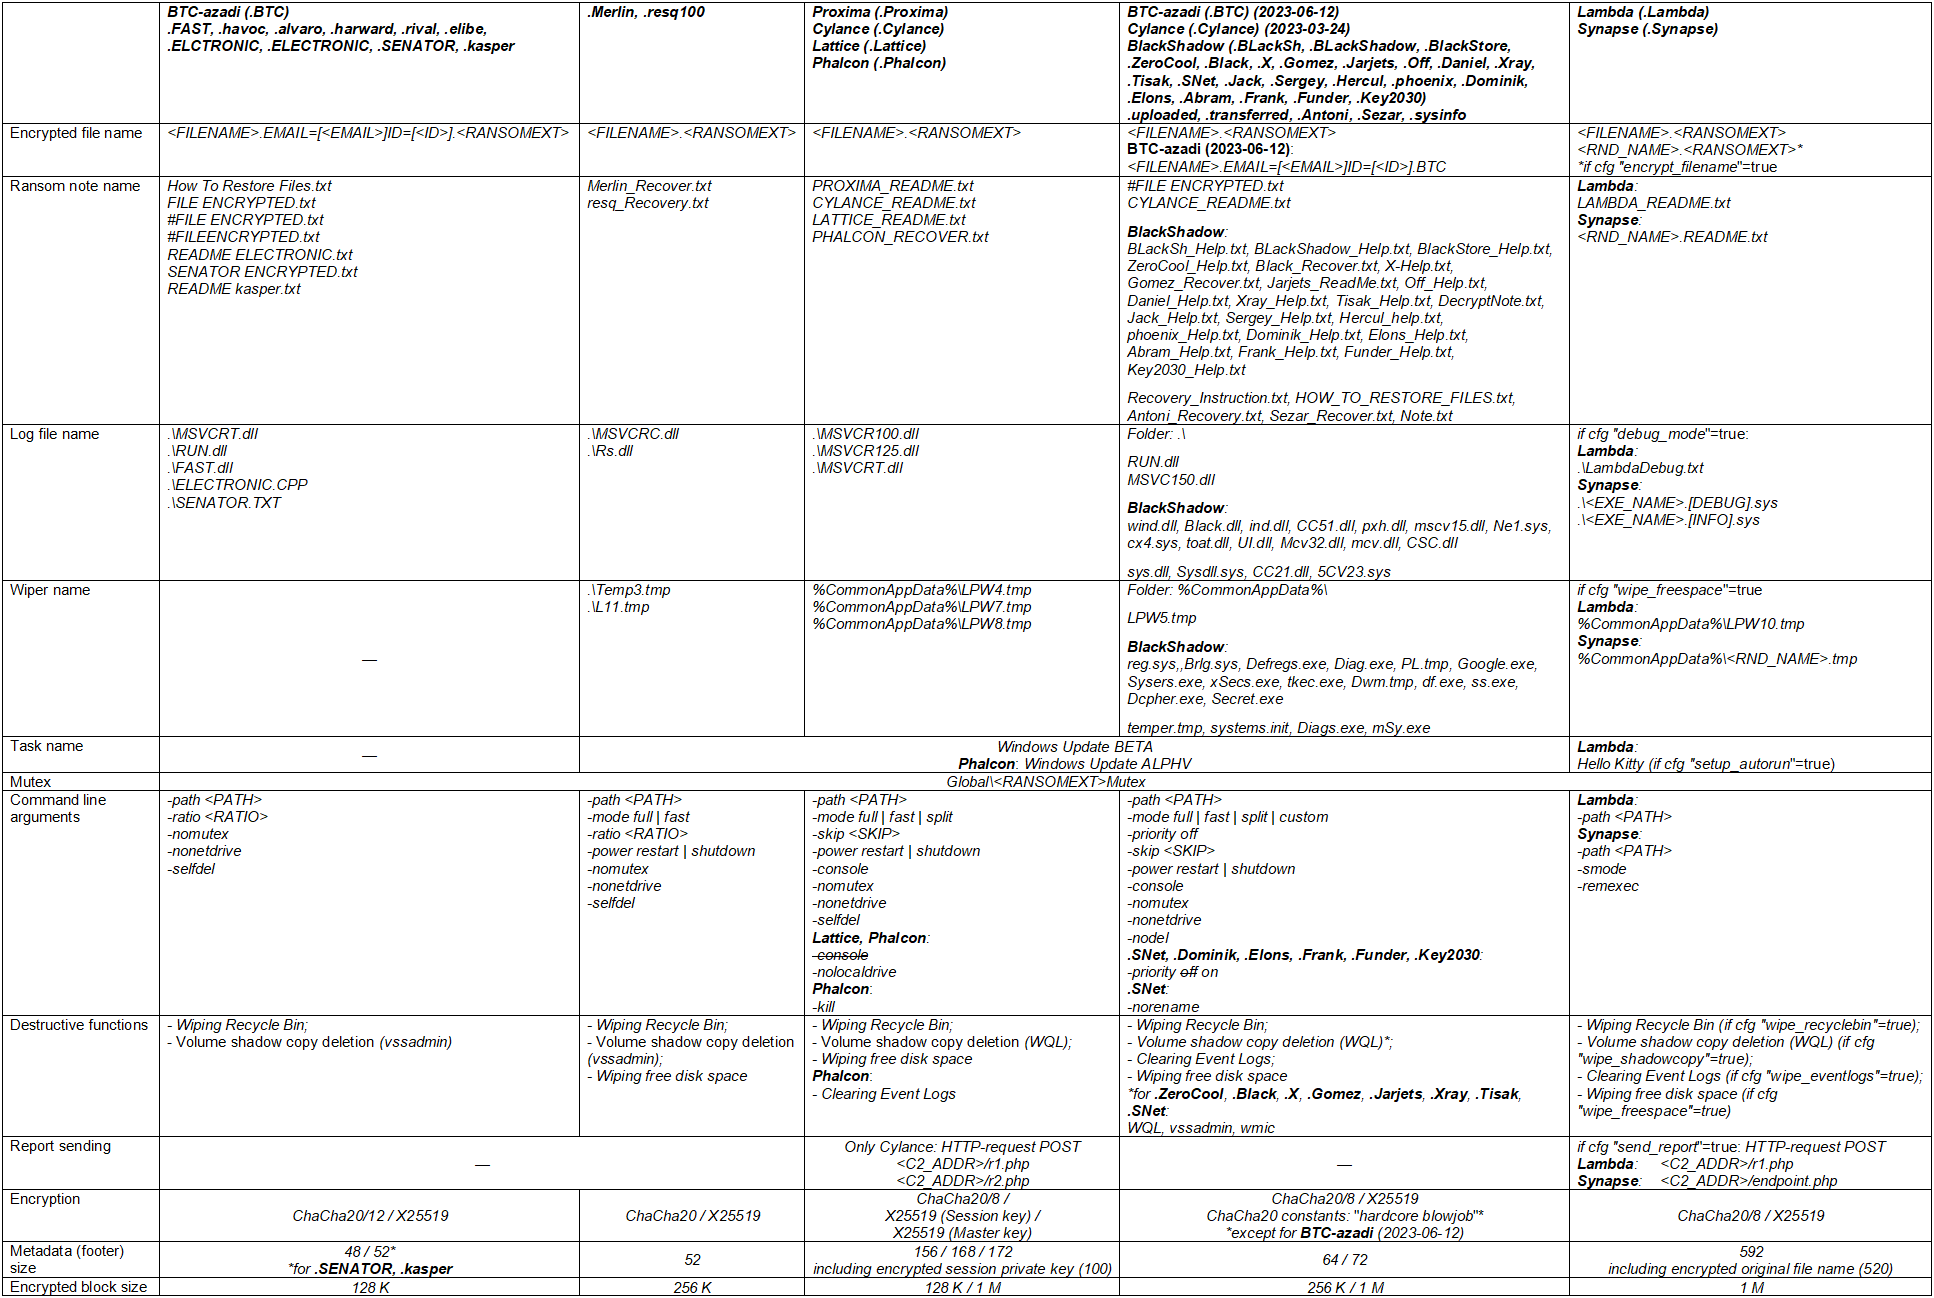 BTC-azadi (.BTC)
.FAST, .havoc, .alvaro, .harward, .rival, .elibe,
.ELCTRONIC, .ELECTRONIC, .SENATOR, .kasper
.Merlin, .resq100
Proxima (.Proxima)
Cylance (.Cylance)
Lattice (.Lattice)
Phalcon (.Phalcon)
BTC-azadi (.BTC) (2023-06-12)
Cylance (.Cylance) (2023-03-24)
BlackShadow (.BLackSh, .BLackShadow, .BlackStore,
.ZeroCool, .Black, .X, .Gomez, .Jarjets, .Off, .Daniel, .Xray,
.Tisak, .SNet, .Jack, .Sergey, .Hercul, .phoenix, .Dominik,
.Elons, .Abram, .Frank, .Funder, .Key2030)
.uploaded, .transferred, .Antoni, .Sezar, .sysinfo
Lambda (.Lambda)
Synapse (.Synapse)
Encrypted file name
<FILENAME>.EMAIL=[<EMAIL>]ID=[<ID>].<RANSOMEXT>
<FILENAME>.<RANSOMEXT>
<FILENAME>.<RANSOMEXT>
<FILENAME>.<RANSOMEXT>
BTC-azadi (2023-06-12):
<FILENAME>.EMAIL=[<EMAIL>]ID=[<ID>].BTC
<FILENAME>.<RANSOMEXT>
<RND_NAME>.<RANSOMEXT>*
*if cfg "encrypt_filename"=true
Ransom note name
How To Restore Files.txt
FILE ENCRYPTED.txt
#FILE ENCRYPTED.txt
#FILEENCRYPTED.txt
README ELECTRONIC.txt
SENATOR ENCRYPTED.txt
README kasper.txt
Merlin_Recover.txt
resq_Recovery.txt
PROXIMA_README.txt
CYLANCE_README.txt
LATTICE_README.txt
PHALCON_RECOVER.txt
#FILE ENCRYPTED.txt
CYLANCE_README.txt
BlackShadow:
BLackSh_Help.txt, BLackShadow_Help.txt, BlackStore_Help.txt,
ZeroCool_Help.txt, Black_Recover.txt, X-Help.txt,
Gomez_Recover.txt, Jarjets_ReadMe.txt, Off_Help.txt,
Daniel_Help.txt, Xray_Help.txt, Tisak_Help.txt, DecryptNote.txt,
Jack_Help.txt, Sergey_Help.txt, Hercul_help.txt,
phoenix_Help.txt, Dominik_Help.txt, Elons_Help.txt,
Abram_Help.txt, Frank_Help.txt, Funder_Help.txt,
Key2030_Help.txt
Recovery_Instruction.txt, HOW_TO_RESTORE_FILES.txt,
Antoni_Recovery.txt, Sezar_Recover.txt, Note.txt
Lambda:
LAMBDA_README.txt
Synapse:
<RND_NAME>.README.txt
Log file name
.\MSVCRT.dll
.\RUN.dll
.\FAST.dll
.\ELECTRONIC.CPP
.\SENATOR.TXT
.\MSVCRC.dll
.\Rs.dll
.\MSVCR100.dll
.\MSVCR125.dll
.\MSVCRT.dll
Folder: .\
RUN.dll
MSVC150.dll
BlackShadow:
wind.dll, Black.dll, ind.dll, CC51.dll, pxh.dll, mscv15.dll, Ne1.sys,
cx4.sys, toat.dll, UI.dll, Mcv32.dll, mcv.dll, CSC.dll
sys.dll, Sysdll.sys, CC21.dll, 5CV23.sys
if cfg "debug_mode"=true:
Lambda:
.\LambdaDebug.txt
Synapse:
.\<EXE_NAME>.[DEBUG].sys
.\<EXE_NAME>.[INFO].sys
Wiper name
—
.\Temp3.tmp
.\L11.tmp
%CommonAppData%\LPW4.tmp
%CommonAppData%\LPW7.tmp
%CommonAppData%\LPW8.tmp
Folder: %CommonAppData%\
LPW5.tmp
BlackShadow:
reg.sys,,Brlg.sys, Defregs.exe, Diag.exe, PL.tmp, Google.exe,
Sysers.exe, xSecs.exe, tkec.exe, Dwm.tmp, df.exe, ss.exe,
Dcpher.exe, Secret.exe
temper.tmp, systems.init, Diags.exe, mSy.exe
if cfg "wipe_freespace"=true
Lambda:
%CommonAppData%\LPW10.tmp
Synapse:
%CommonAppData%\<RND_NAME>.tmp
Task name
—
Windows Update BETA
Phalcon: Windows Update ALPHV
Lambda:
Hello Kitty (if cfg "setup_autorun"=true)
Mutex
Global\<RANSOMEXT>Mutex
Command line
arguments
-path <PATH>
-ratio <RATIO>
-nomutex
-nonetdrive
-selfdel
-path <PATH>
-mode full | fast
-ratio <RATIO>
-power restart | shutdown
-nomutex
-nonetdrive
-selfdel
-path <PATH>
-mode full | fast | split
-skip <SKIP>
-power restart | shutdown
-console
-nomutex
-nonetdrive
-selfdel
Lattice, Phalcon:
-console
-nolocaldrive
Phalcon:
-kill
-path <PATH>
-mode full | fast | split | custom
-priority off
-skip <SKIP>
-power restart | shutdown
-console
-nomutex
-nonetdrive
-nodel
.SNet, .Dominik, .Elons, .Frank, .Funder, .Key2030:
-priority off on
.SNet:
-norename
Lambda:
-path <PATH>
Synapse:
-path <PATH>
-smode
-remexec
Destructive functions
- Wiping Recycle Bin;
- Volume shadow copy deletion (vssadmin)
- Wiping Recycle Bin;
- Volume shadow copy deletion
(vssadmin);
- Wiping free disk space
- Wiping Recycle Bin;
- Volume shadow copy deletion (WQL);
- Wiping free disk space
Phalcon:
- Clearing Event Logs
- Wiping Recycle Bin;
- Volume shadow copy deletion (WQL)*;
- Clearing Event Logs;
- Wiping free disk space
*for .ZeroCool, .Black, .X, .Gomez, .Jarjets, .Xray, .Tisak,
.SNet:
WQL, vssadmin, wmic
- Wiping Recycle Bin (if cfg "wipe_recyclebin"=true);
- Volume shadow copy deletion (WQL) (if cfg
"wipe_shadowcopy"=true);
- Clearing Event Logs (if cfg "wipe_eventlogs"=true);
- Wiping free disk space (if cfg
"wipe_freespace"=true)
Report sending
—
Only Cylance: HTTP-request POST
<C2_ADDR>/r1.php
<C2_ADDR>/r2.php
—
if cfg "send_report"=true: HTTP-request POST
Lambda: <C2_ADDR>/r1.php
Synapse: <C2_ADDR>/endpoint.php
Encryption
ChaCha20/12 / X25519
ChaCha20 / X25519
ChaCha20/8 /
X25519 (Session key) /
X25519 (Master key)
ChaCha20/8 / X25519
ChaCha20 constants: "hardcore blowjob"*
*except for BTC-azadi (2023-06-12)
ChaCha20/8 / X25519
Metadata (footer)
size
48 / 52*
*for .SENATOR, .kasper
52
156 / 168 / 172
including encrypted session private key (100)
64 / 72
592
including encrypted original file name (520)
Encrypted block size
128 K
256 K
128 K / 1 M
256 K / 1 M
1 M